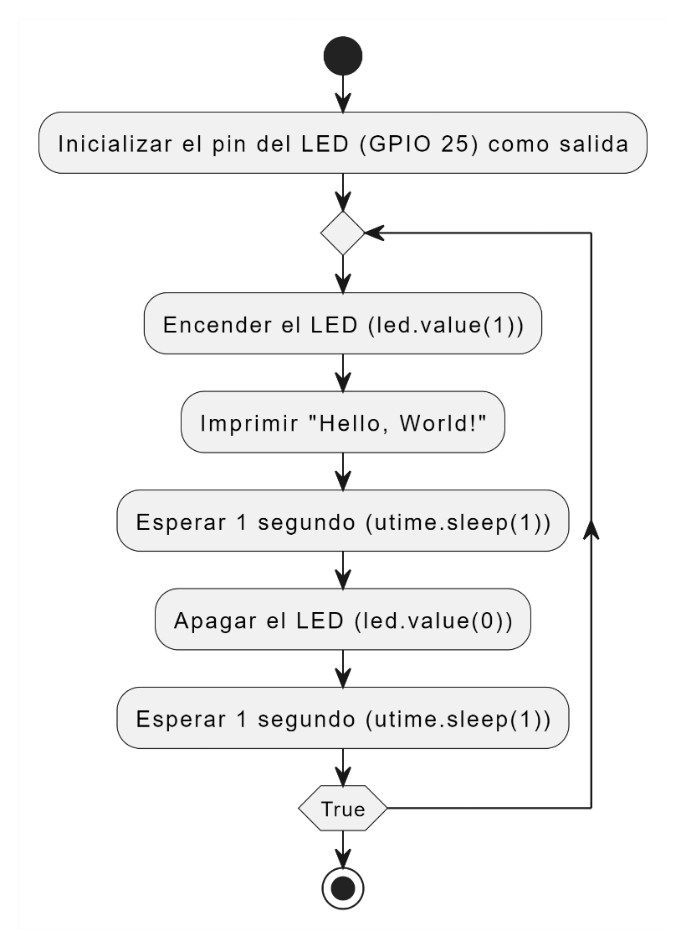 Inicializar el pin del LED (GPIO 25) como salida
Encender el LED (led.value(1))
Imprimir "Hello, World!"
Esperar 1 segundo (utime.sleep(1))
Apagar el LED (led.value(0))
Esperar 1 segundo (utime.sleep(1))
True